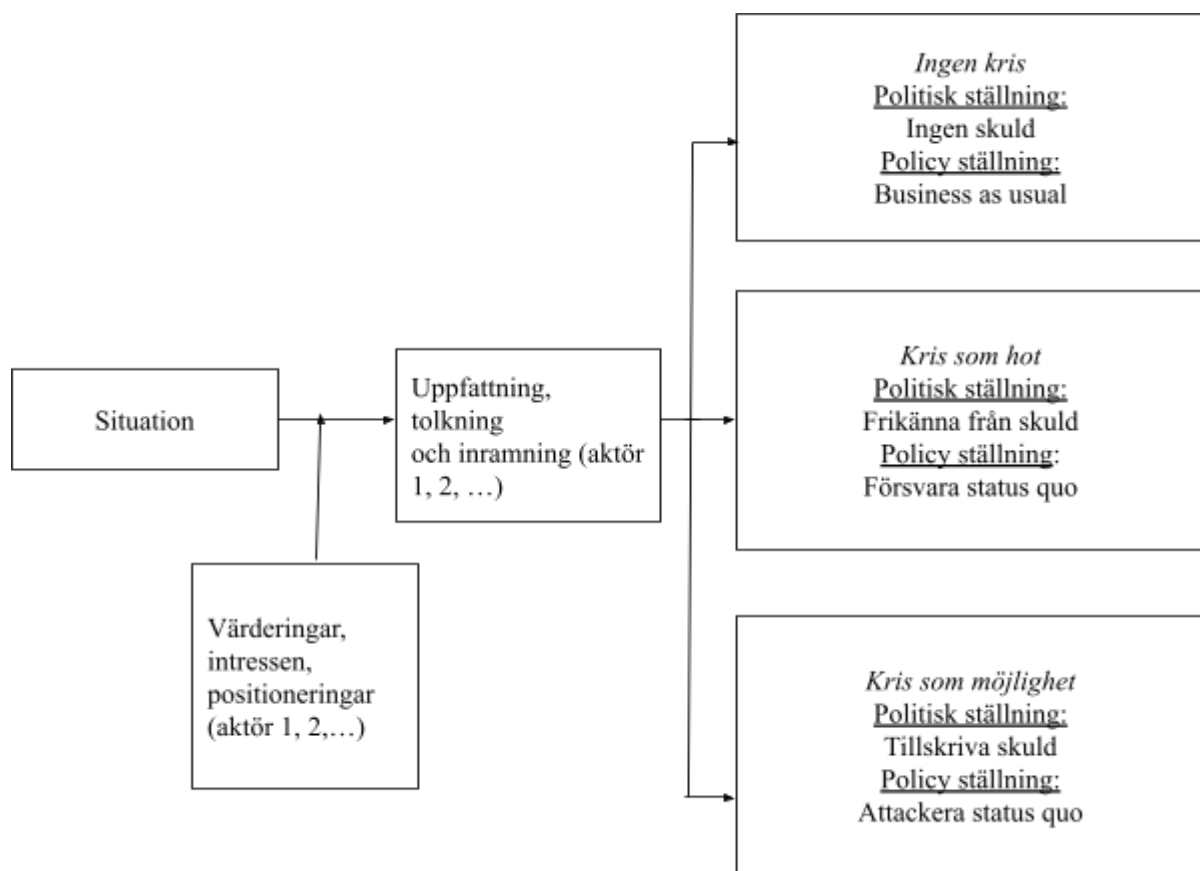 Situation
Värderingar,
intressen,
positioneringar
(aktör 1, 2,…)
Uppfattning,
tolkning
och inramning (aktör
1, 2, …)
Ingen kris
Politisk ställning:
Ingen skuld
Policy ställning:
Business as usual
Kris som hot
Politisk ställning:
Frikänna från skuld
Policy ställning:
Försvara status quo
Kris som möjlighet
Politisk ställning:
Tillskriva skuld
Policy ställning:
Attackera status quo